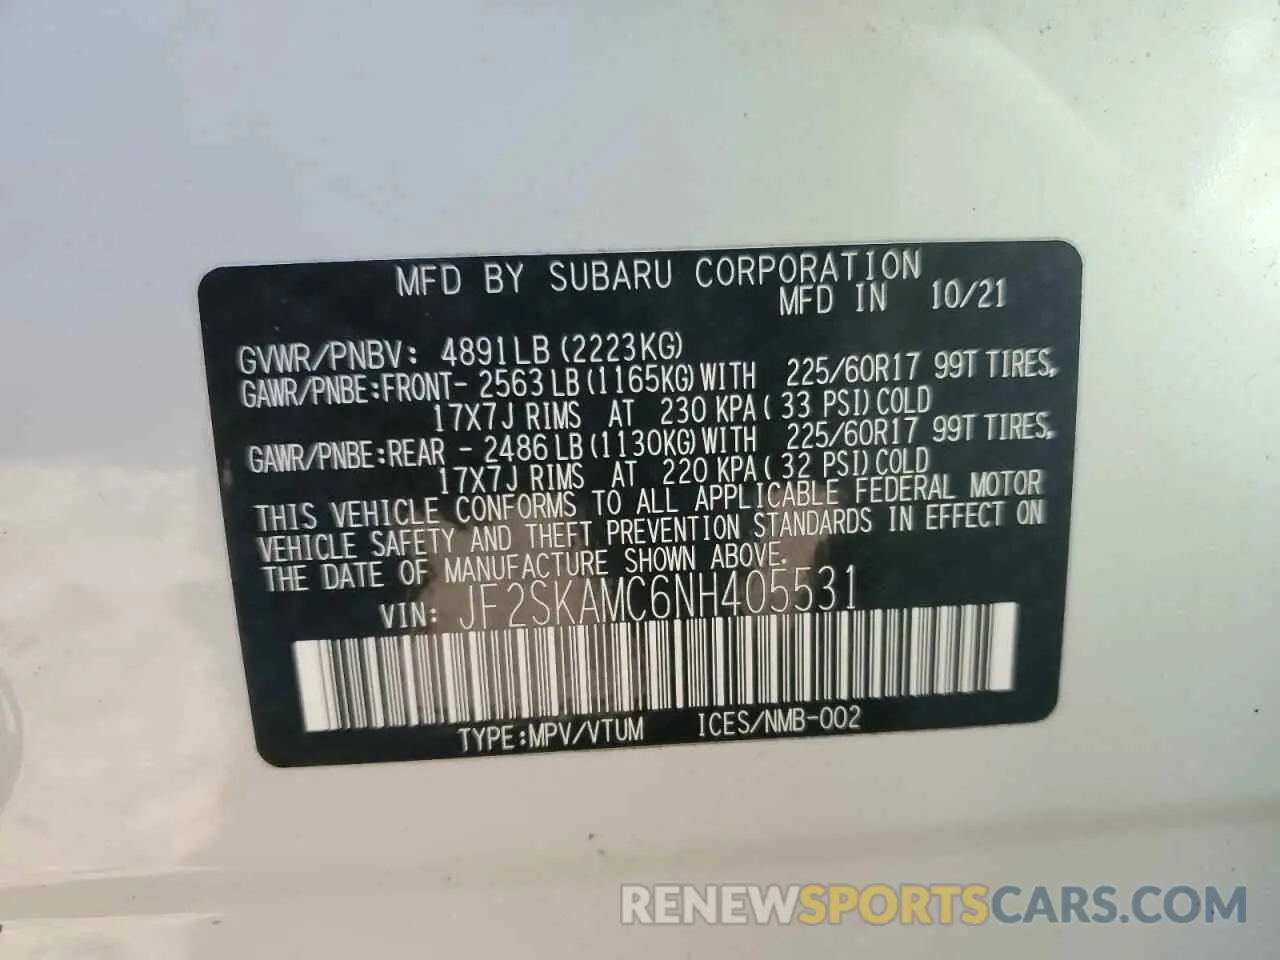 MFD BY SUBARU CORPORATION
MFD IN 10/21
GVWR/PNBV: 4891LB (2223KG)
GAWR/PNBE:FRONT- 2563LB (1165KG) WITH 225/60R17 99T TIRES,
17X7J RIMS AT 230 KPA ( 33 PSI) COLD
GAWR/PNBE:REAR - 2486LB (1130KG) WITH 225/60R17 99T TIRES,
17X7J RIMS AT 220 KPA ( 32 PSI) COLD
THIS VEHICLE CONFORMS TO ALL APPLICABLE FEDERAL MOTOR
VEHICLE SAFETY AND THEFT PREVENTION STANDARDS IN EFFECT ON
THE DATE OF MANUFACTURE SHOWN ABOVE.
VIN: JF2SKAMC6NH405531
TYPE:MPV/VTUM ICES/NMB-002
RENEWSPORTSCARS.COM